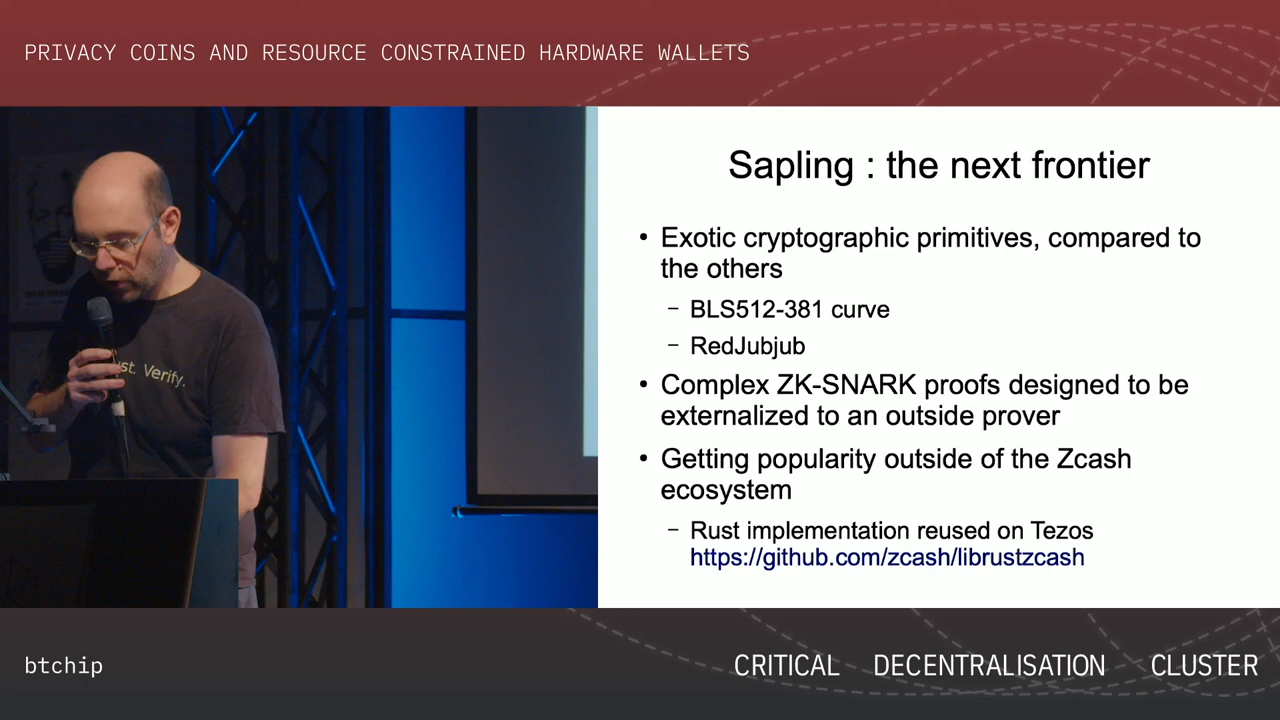 PRIVACY COINS AND RESOURCE CONSTRAINED HARDWARE WALLETS
Sapling : the next frontier
• Exotic cryptographic primitives, compared to
the others
– BLS512-381 curve
– RedJubjub
• Complex ZK-SNARK proofs designed to be
externalized to an outside prover
• Getting popularity outside of the Zcash
ecosystem
– Rust implementation reused on Tezos
https://github.com/zcash/librustzcash
Verify.
btchip
CRITICAL DECENTRALISATION CLUSTER